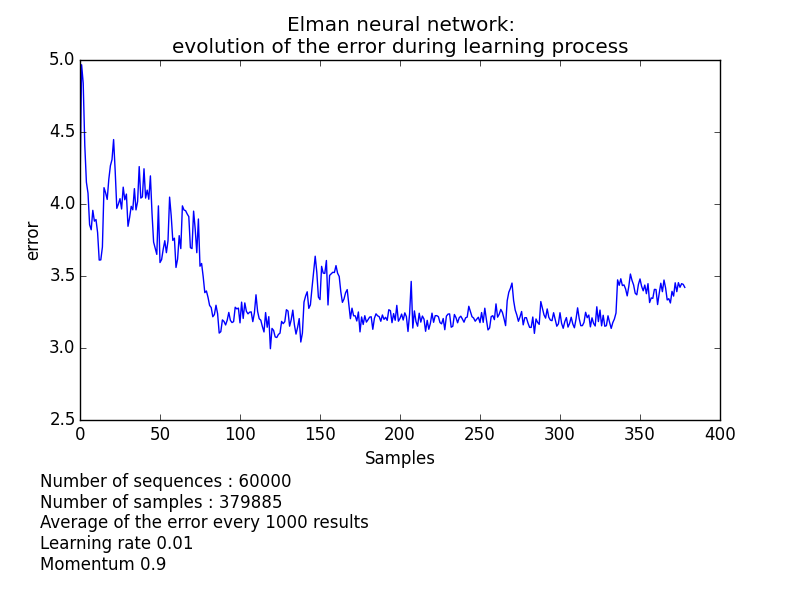 Elman neural network:
evolution of the error during learning process
5.0
4.5
4.0
3.5
3.0
2.5
error
0 50 100 150 200 250 300 350 400
Samples
Number of sequences : 60000
Number of samples : 379885
Average of the error every 1000 results
Learning rate 0.01
Momentum 0.9